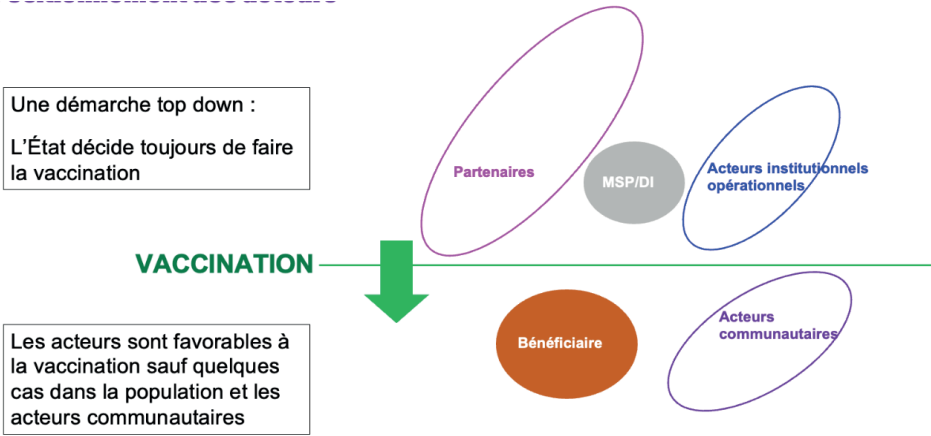 Une démarche top down :
L'État décide toujours de faire
la vaccination
Partenaires
MSP/DI
Acteurs institutionnels
opérationnels
VACCINATION
Les acteurs sont favorables à
la vaccination sauf quelques
cas dans la population et les
acteurs communautaires
Bénéficiaire
Acteurs
communautaires